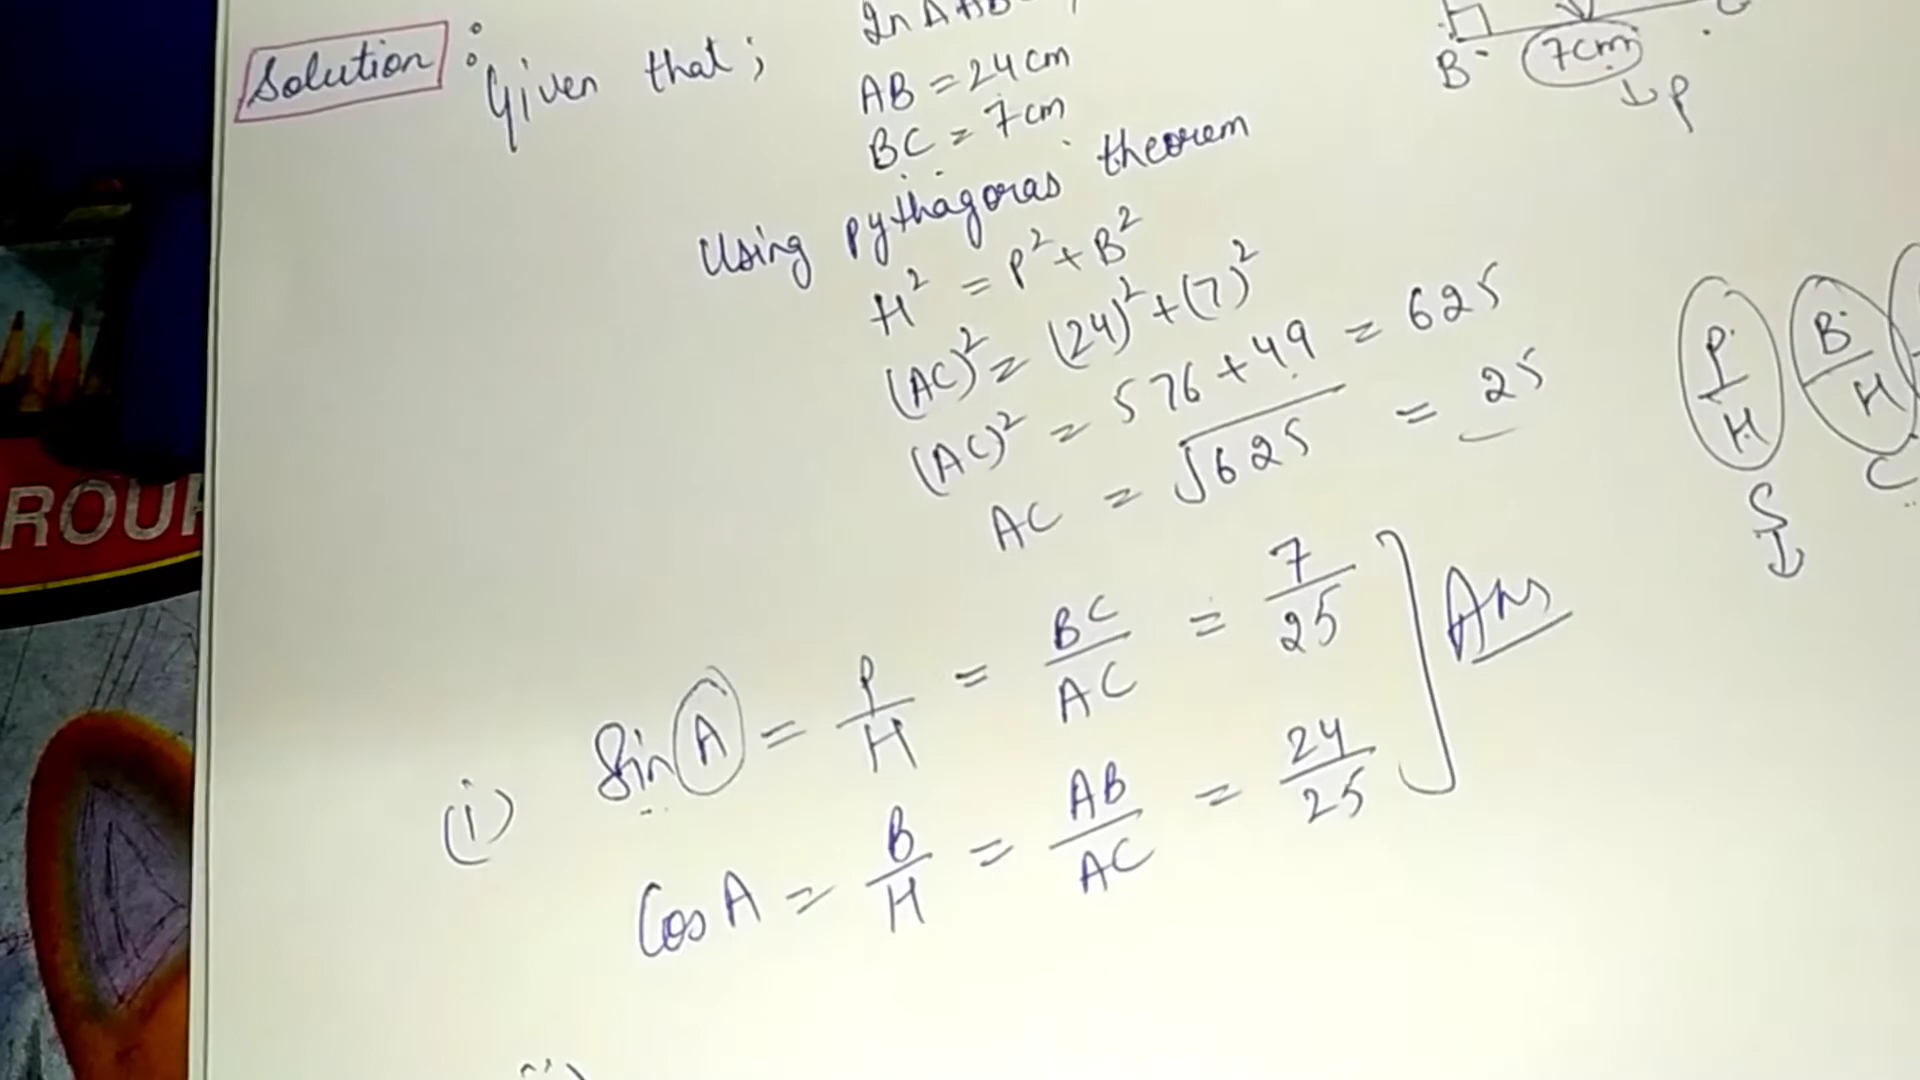 Solution :
Given that ;
AB = 24 cm
BC = 7 cm
Using pythagoras theorem
H² = P² + B²
(AC)² = (24)² + (7)²
(AC)² = 576 + 49 = 625
AC = √625 = 25
(i) Sin A = P/H = BC/AC = 7/25
Cos A = B/H = AB/AC = 24/25
Ans
B
7cm
↓P
P/H
B/H
S
↓
C
ROUP